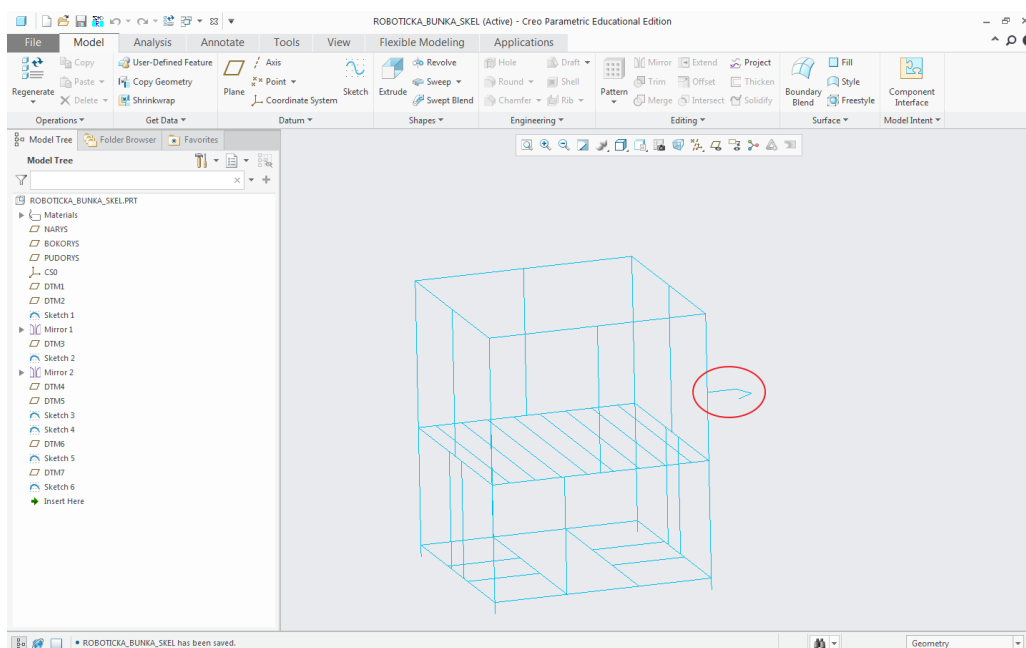 ROBOTICKA_BUNKA_SKEL (Active) - Creo Parametric Educational Edition
File Model Analysis Annotate Tools View Flexible Modeling Applications
Copy User-Defined Feature Axis Revolve Hole Draft Mirror Extend Project Fill
Regenerate Paste Copy Geometry Plane Point Sketch Extrude Sweep Round Shell Pattern Trim Offset Thicken Boundary Blend Style Component Interface
Delete Shrinkwrap Coordinate System Swept Blend Chamfer Rib Merge Intersect Solidify Freestyle
Operations Get Data Datum Shapes Engineering Editing Surface Model Intent
Model Tree Folder Browser Favorites
Model Tree
ROBOTICKA_BUNKA_SKEL.PRT
Materials
NARYS
BOKORYS
PUDORYS
CS0
DTM1
DTM2
Sketch 1
Mirror 1
DTM3
Sketch 2
Mirror 2
DTM4
DTM5
Sketch 3
Sketch 4
DTM6
Sketch 5
DTM7
Sketch 6
Insert Here
• ROBOTICKA_BUNKA_SKEL has been saved.
Geometry